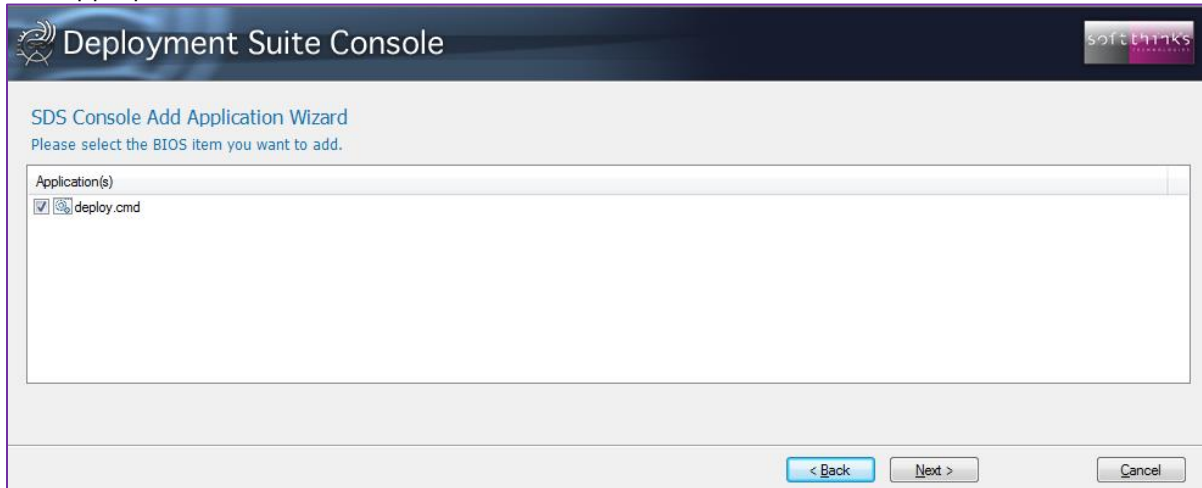 Deployment Suite Console
softthinks
TECHNOLOGIES
SDS Console Add Application Wizard
Please select the BIOS item you want to add.
Application(s)
deploy.cmd
< Back
Next >
Cancel